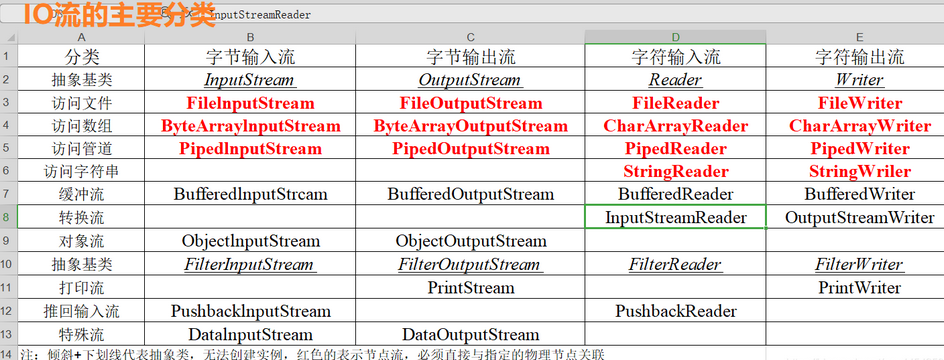 IO流的主要分类
InputStreamReader
A B C D E
1 分类 字节输入流 字节输出流 字符输入流 字符输出流
2 抽象基类 InputStream OutputStream Reader Writer
3 访问文件 FileInputStream FileOutputStream FileReader FileWriter
4 访问数组 ByteArrayInputStream ByteArrayOutputStream CharArrayReader CharArrayWriter
5 访问管道 PipedInputStream PipedOutputStream PipedReader PipedWriter
6 访问字符串 StringReader StringWriler
7 缓冲流 BufferedInputStrcam BufferedOutputStream BufferedReader BufferedWriter
8 转换流 InputStreamReader OutputStreamWriter
9 对象流 ObjectInputStream ObjectOutputStream
10 抽象基类 FilterInputStream FilterOutputStream FilterReader FilterWriter
11 打印流 PrintStream PrintWriter
12 推回输入流 PushbackInputStream PushbackReader
13 特殊流 DataInputStream DataOutputStream
14 注：倾斜+下划线代表抽象类，无法创建实例，红色的表示节点流，必须直接与指定的物理节点关联